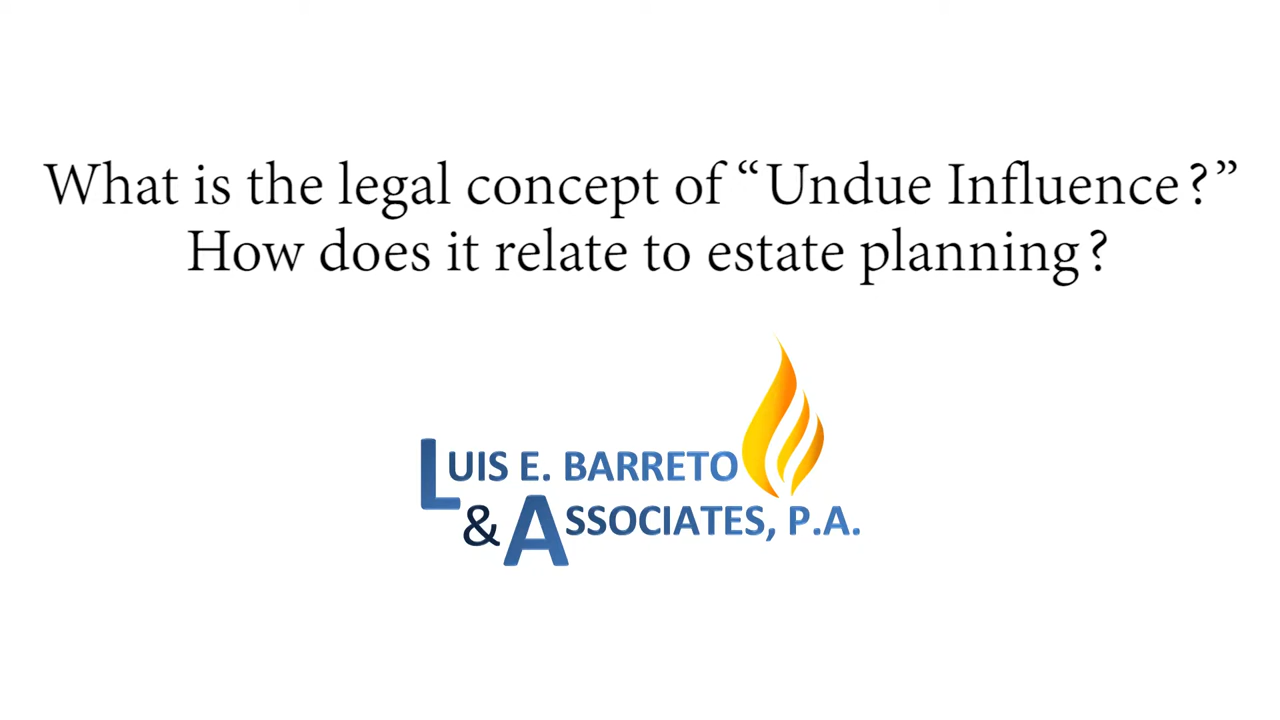 What is the legal concept of “Undue Influence?”
How does it relate to estate planning?
LUIS E. BARRETO
& ASSOCIATES, P.A.